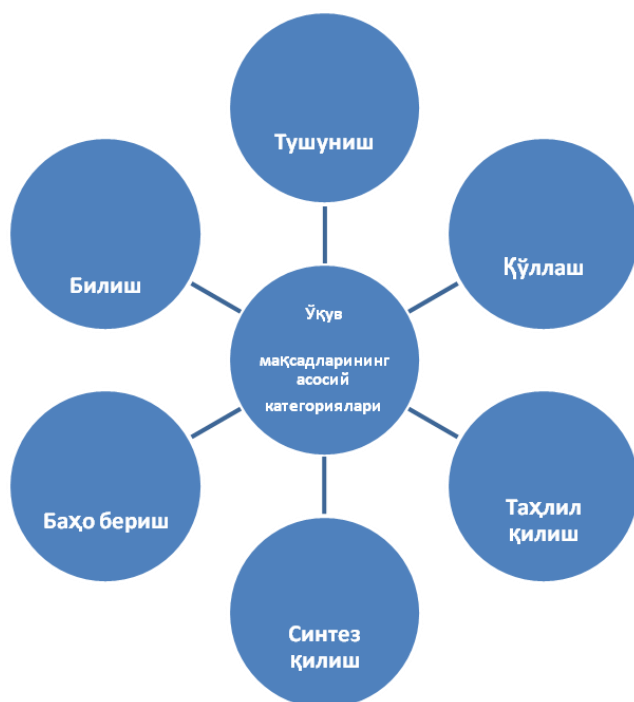 Тушуниш
Қўллаш
Билиш
Ўқув
мақсадларининг
асосий
категориялари
Баҳо бериш
Таҳлил
қилиш
Синтез
қилиш